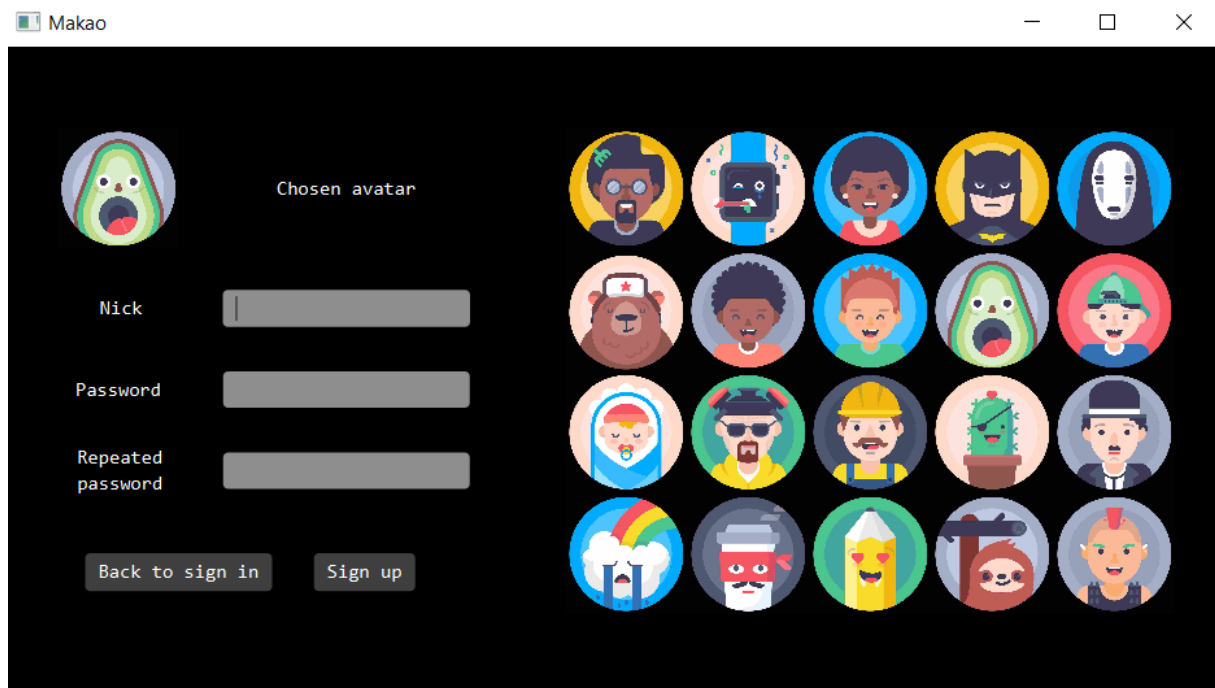 Makao
Chosen avatar
Nick
Password
Repeated
password
Back to sign in
Sign up